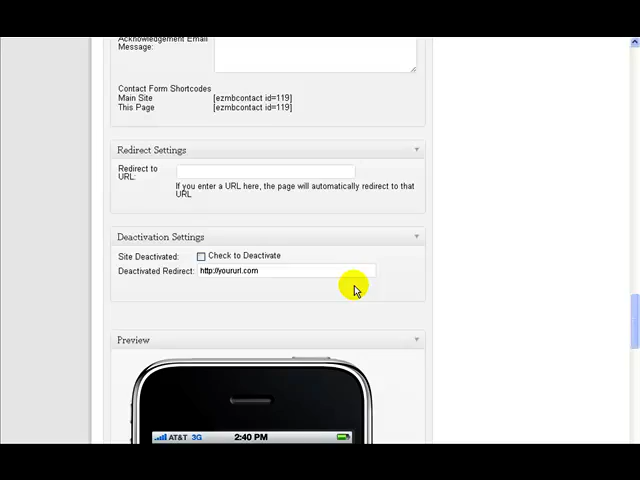 Acknowledgement Email
Message:
Contact Form Shortcodes
Main Site [ezmbcontact id=119]
This Page [ezmbcontact id=119]
Redirect Settings
Redirect to
URL:
If you enter a URL here, the page will automatically redirect to that
URL
Deactivation Settings
Site Deactivated: Check to Deactivate
Deactivated Redirect: http://yoururl.com
Preview
AT&T 3G 2:40 PM